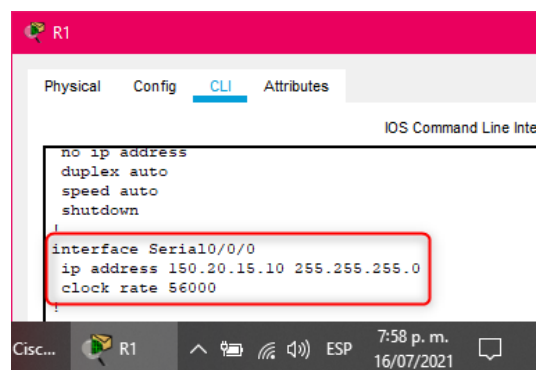 R1
Physical Config CLI Attributes
IOS Command Line Inte
no ip address
duplex auto
speed auto
shutdown
!
interface Serial0/0/0
ip address 150.20.15.10 255.255.255.0
clock rate 56000
!
Cisc... R1 ESP 7:58 p. m.
16/07/2021